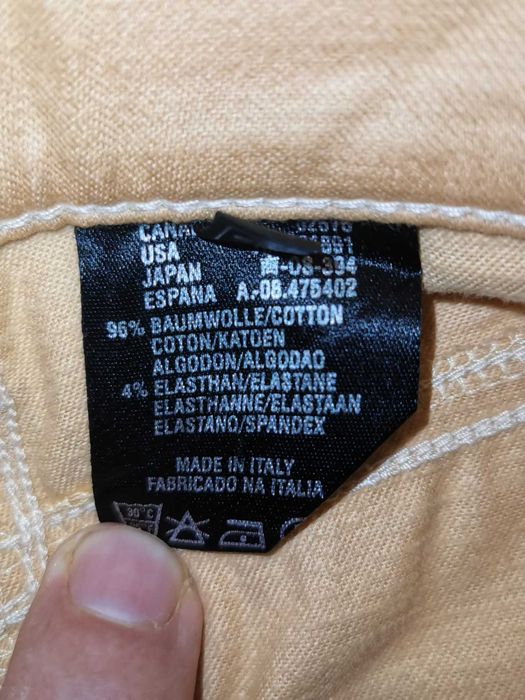 USA
JAPAN
ESPANA A.-08.475402
96% BAUMWOLLE/COTTON
COTON/KATOEN
ALGODON/ALGODAO
4% ELASTHAN/ELASTANE
ELASTHANNE/ELASTAAN
ELASTANO/SPANDEX
MADE IN ITALY
FABRICADO NA ITALIA
30°C